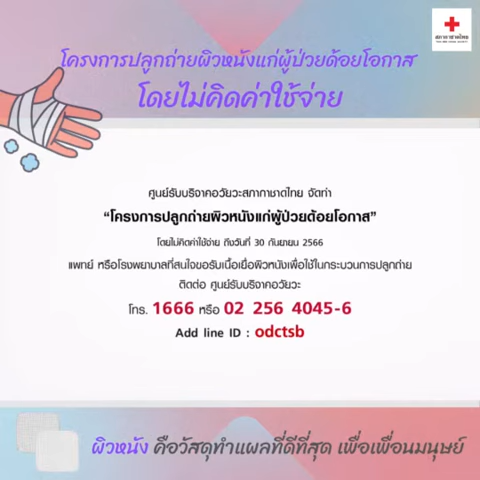 สภากาชาดไทย
โครงการปลูกถ่ายผิวหนังแก่ผู้ป่วยด้อยโอกาส
โดยไม่คิดค่าใช้จ่าย
ศูนย์รับบริจาคอวัยวะสภากาชาดไทย จัดทำ
“โครงการปลูกถ่ายผิวหนังแก่ผู้ป่วยด้อยโอกาส”
โดยไม่คิดค่าใช้จ่าย ถึงวันที่ 30 กันยายน 2566
แพทย์ หรือโรงพยาบาลที่สนใจขอรับเนื้อเยื่อผิวหนังเพื่อใช้ในกระบวนการปลูกถ่าย
ติดต่อ ศูนย์รับบริจาคอวัยวะ
โทร. 1666 หรือ 02 256 4045-6
Add line ID : odctsb
ผิวหนัง คือวัสดุทำแผลที่ดีที่สุด เพื่อเพื่อนมนุษย์